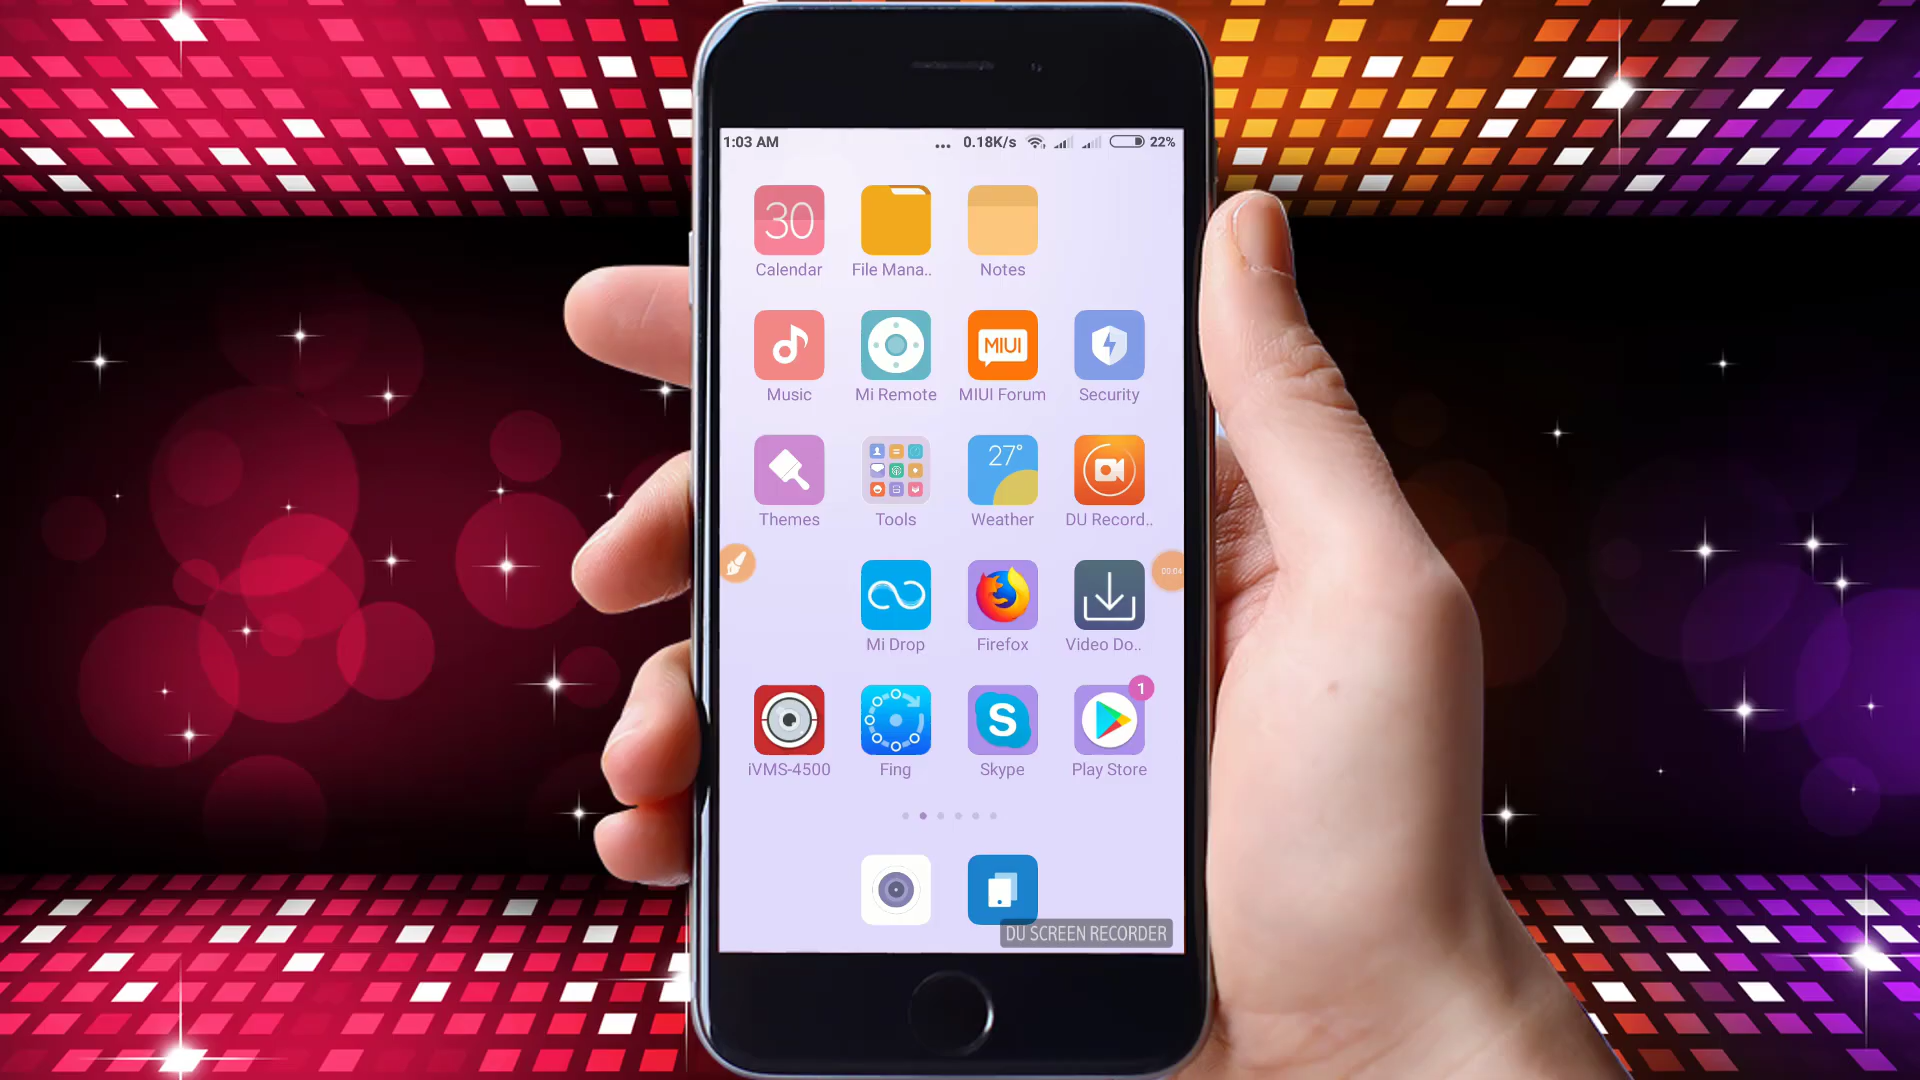 1:03 AM ... 0.18K/s 22%
30
Calendar File Mana.. Notes
MIUI
Music Mi Remote MIUI Forum Security
27°
Themes Tools Weather DU Record..
00:04
Mi Drop Firefox Video Do..
S 1
iVMS-4500 Fing Skype Play Store
DU SCREEN RECORDER